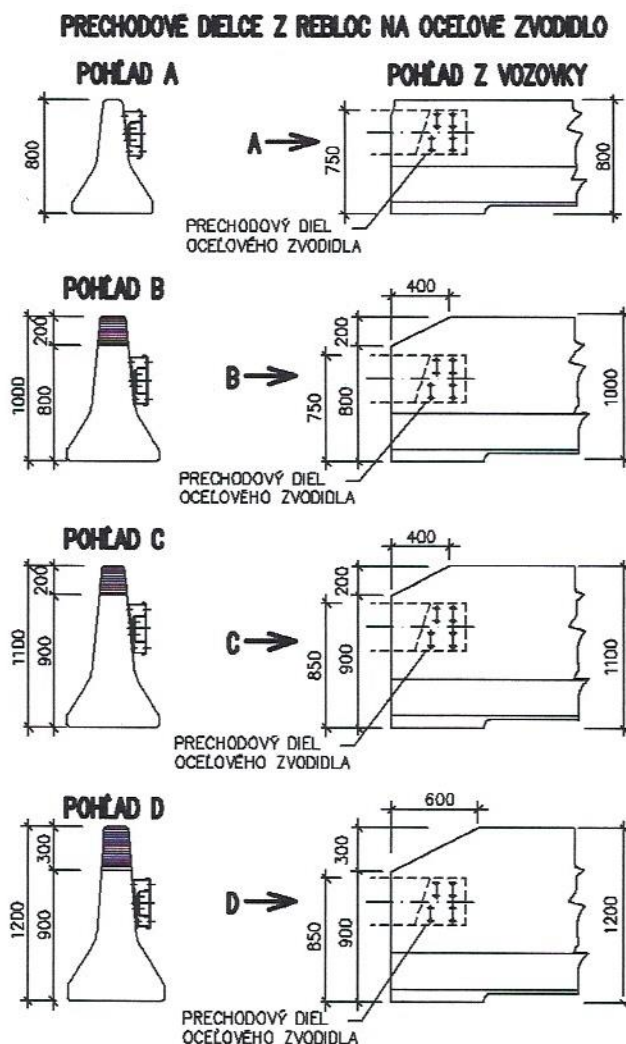 PRECHODOVÉ DIELCE Z REBLOC NA OCEĽOVÉ ZVODIDLO
POHĽAD A
POHĽAD Z VOZOVKY
800
A
750
800
PRECHODOVÝ DIEL
OCEĽOVÉHO ZVODIDLA
POHĽAD B
400
200
200
1000
800
B
750
800
1000
PRECHODOVÝ DIEL
OCEĽOVÉHO ZVODIDLA
POHĽAD C
400
200
200
1100
900
C
850
900
1100
PRECHODOVÝ DIEL
OCEĽOVÉHO ZVODIDLA
POHĽAD D
600
300
300
1200
900
D
850
900
1200
PRECHODOVÝ DIEL
OCEĽOVÉHO ZVODIDLA